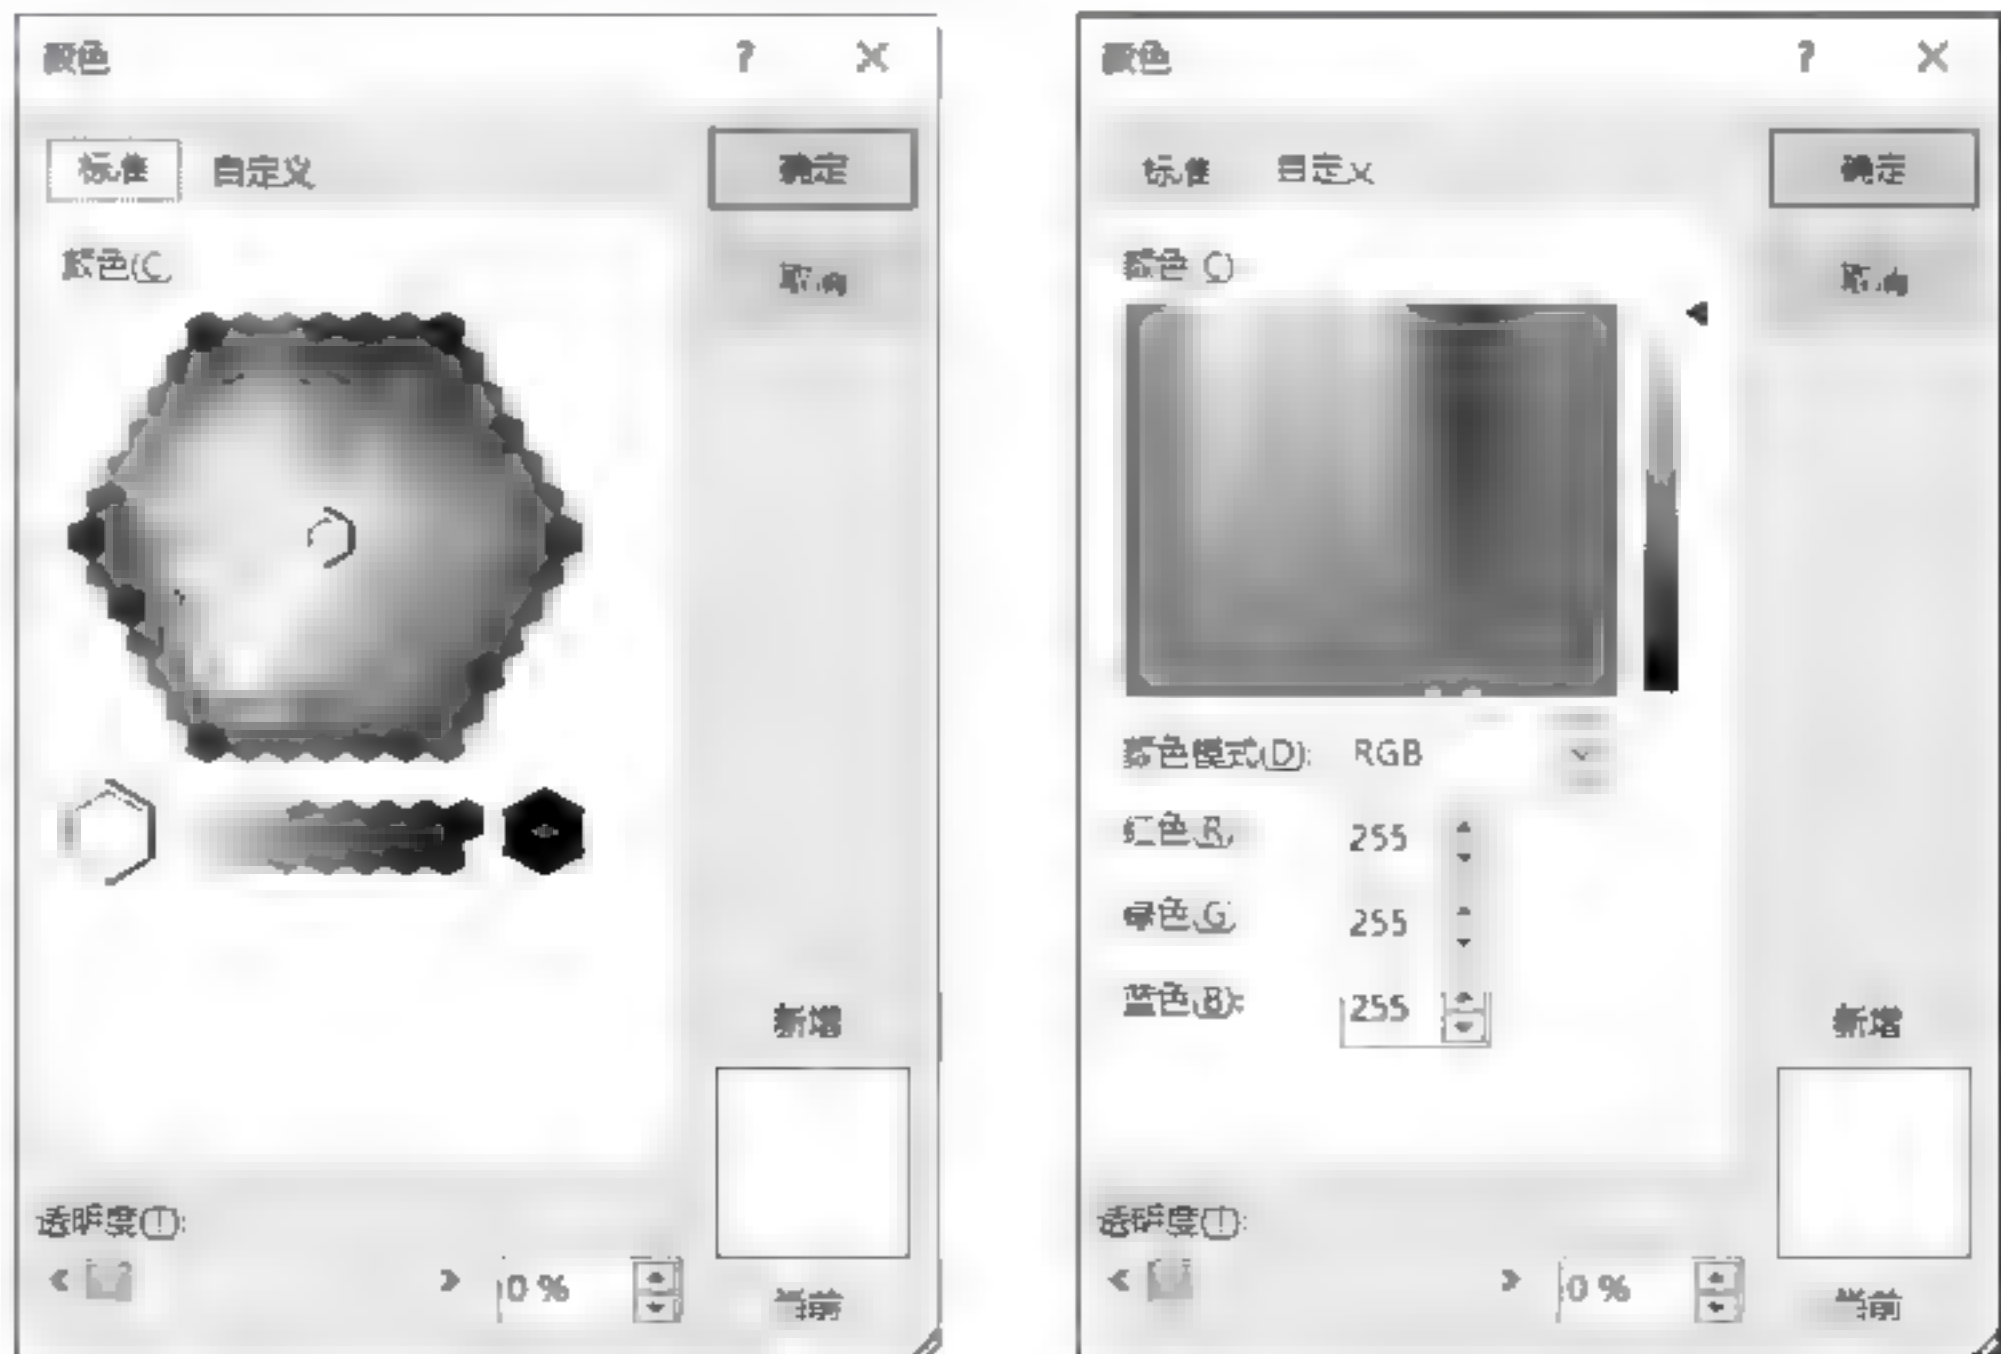 颜色 ? ×
标准 自定义 确定
颜色(C) 取消
新增
透明度(T):
0 % 当前
颜色 ? ×
标准 自定义 确定
颜色(C) 取消
颜色模式(D): RGB
红色(R) 255
绿色(G) 255
蓝色(B): 255
新增
透明度(T):
0 % 当前